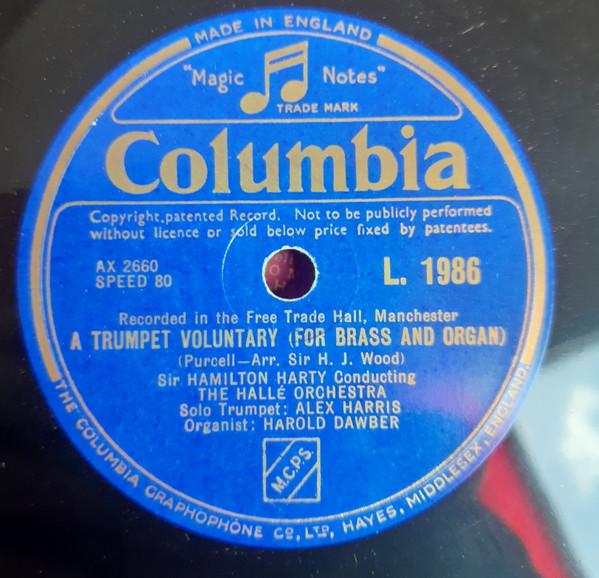 MADE IN ENGLAND
"Magic Notes"
TRADE MARK
Columbia
Copyright, patented Record. Not to be publicly performed
without licence or sold below price fixed by patentees.
AX 2660
SPEED 80
L. 1986
Recorded in the Free Trade Hall, Manchester
A TRUMPET VOLUNTARY (FOR BRASS AND ORGAN)
(Purcell—Arr. Sir H. J. Wood)
Sir HAMILTON HARTY Conducting
THE HALLÉ ORCHESTRA
Solo Trumpet: ALEX HARRIS
Organist: HAROLD DAWBER
M.C.P.S.
THE COLUMBIA GRAPHOPHONE CO., LTD, HAYES, MIDDLESEX, ENGLAND.